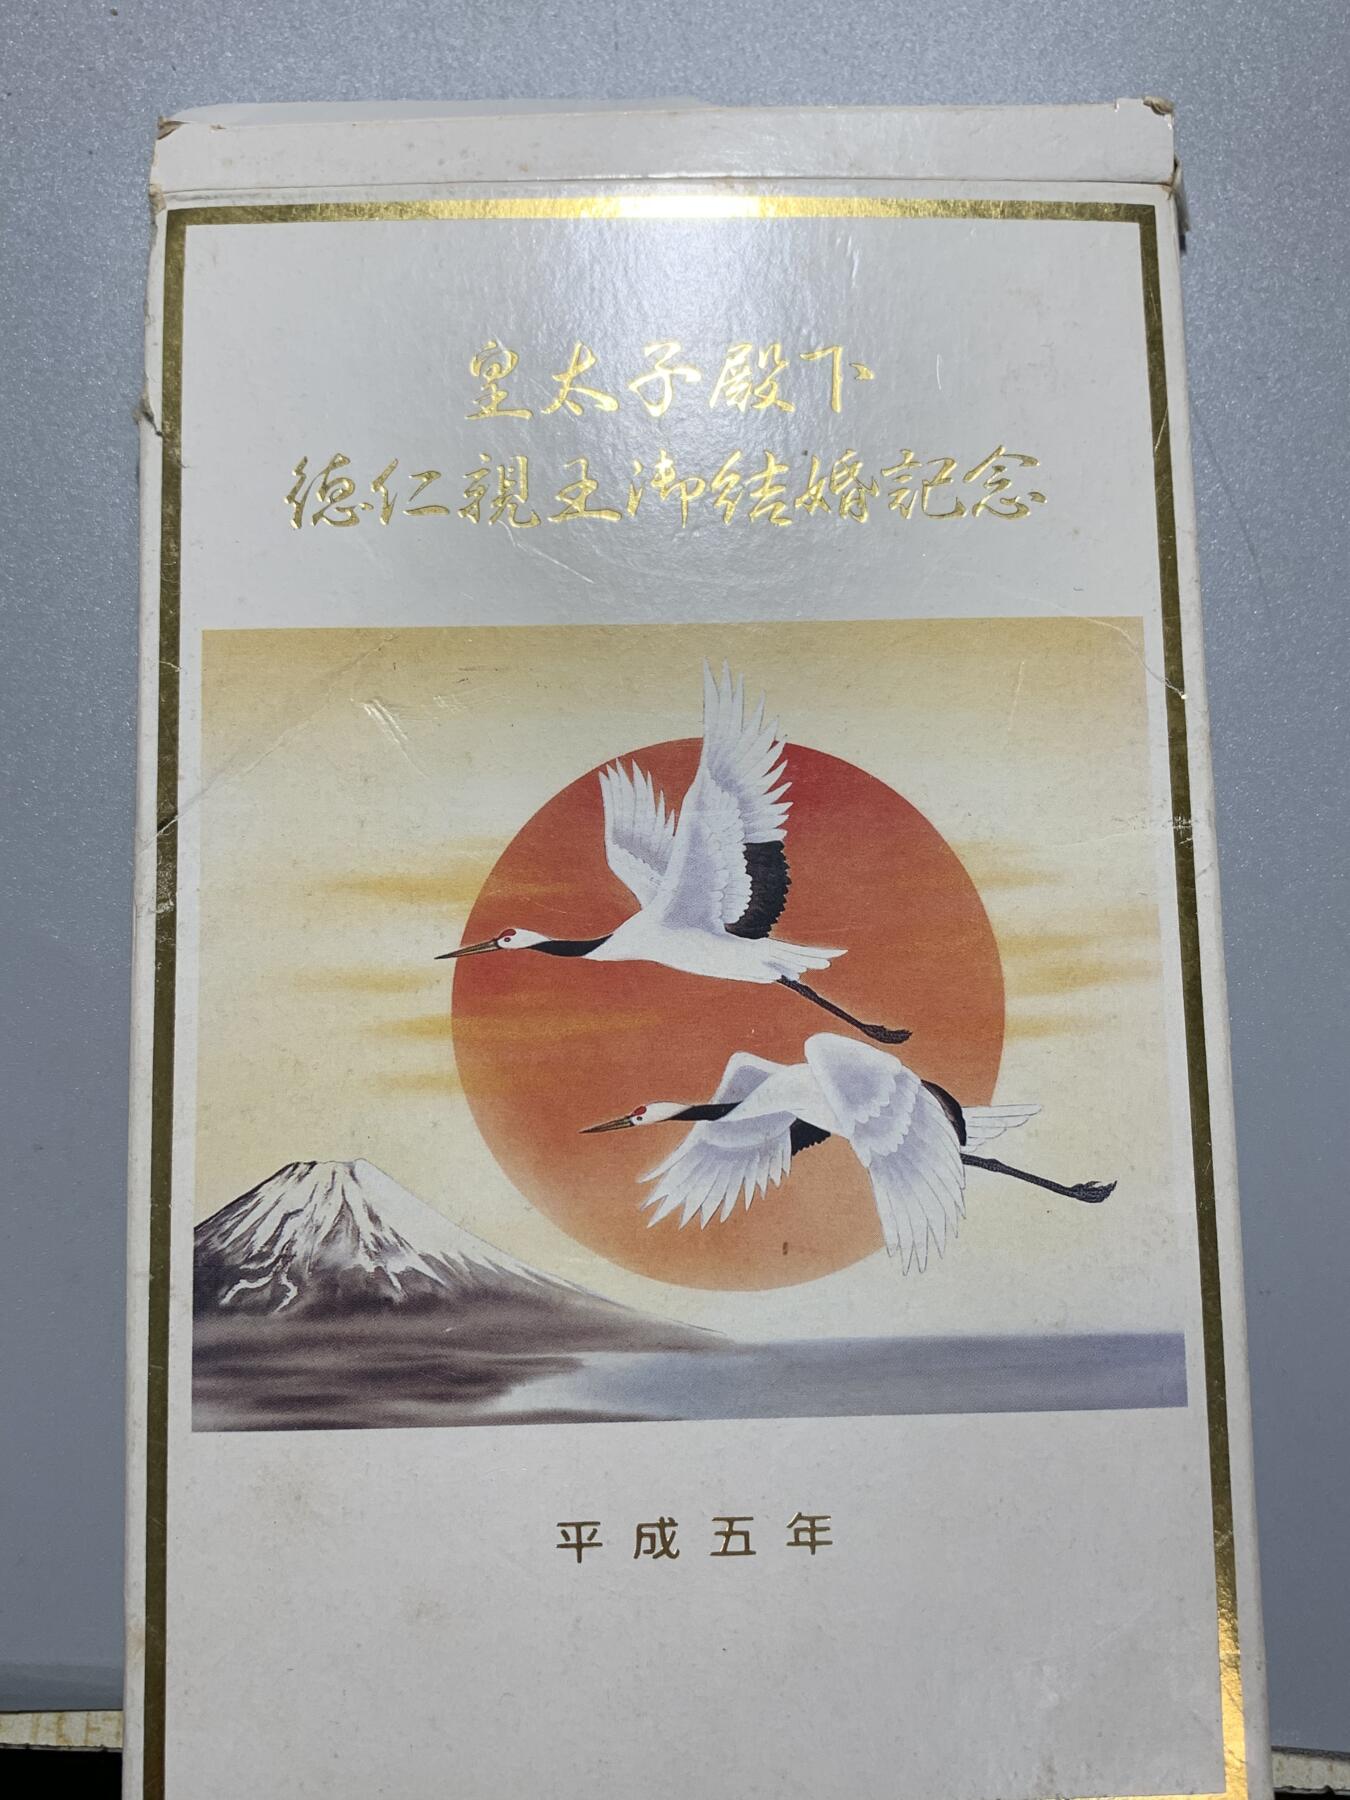 皇太子殿下
徳仁親王御結婚記念
平成五年